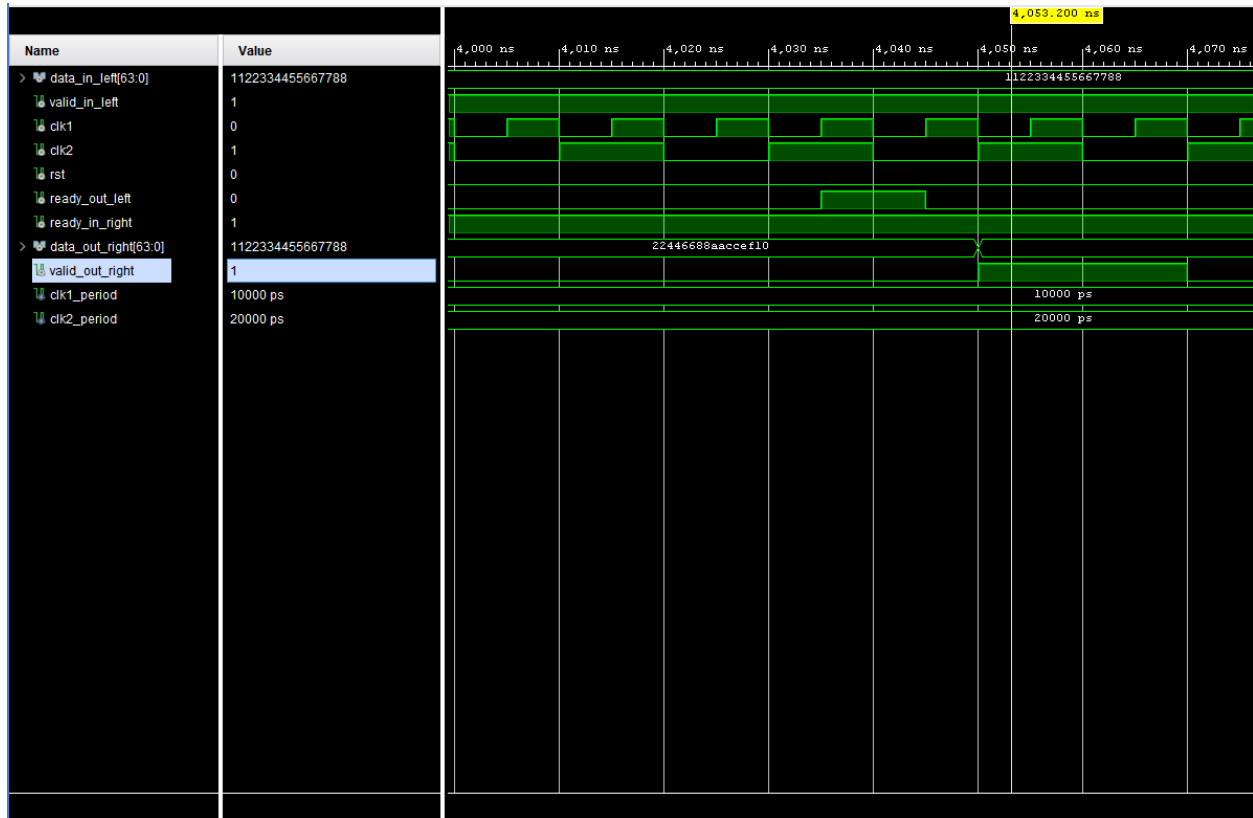 4,053.200 ns
Name Value
4,000 ns 4,010 ns 4,020 ns 4,030 ns 4,040 ns 4,050 ns 4,060 ns 4,070 ns
data_in_left[63:0] 1122334455667788 1122334455667788
valid_in_left 1
clk1 0
clk2 1
rst 0
ready_out_left 0
ready_in_right 1
data_out_right[63:0] 1122334455667788 22446688aaccef10
valid_out_right 1
clk1_period 10000 ps 10000 ps
clk2_period 20000 ps 20000 ps